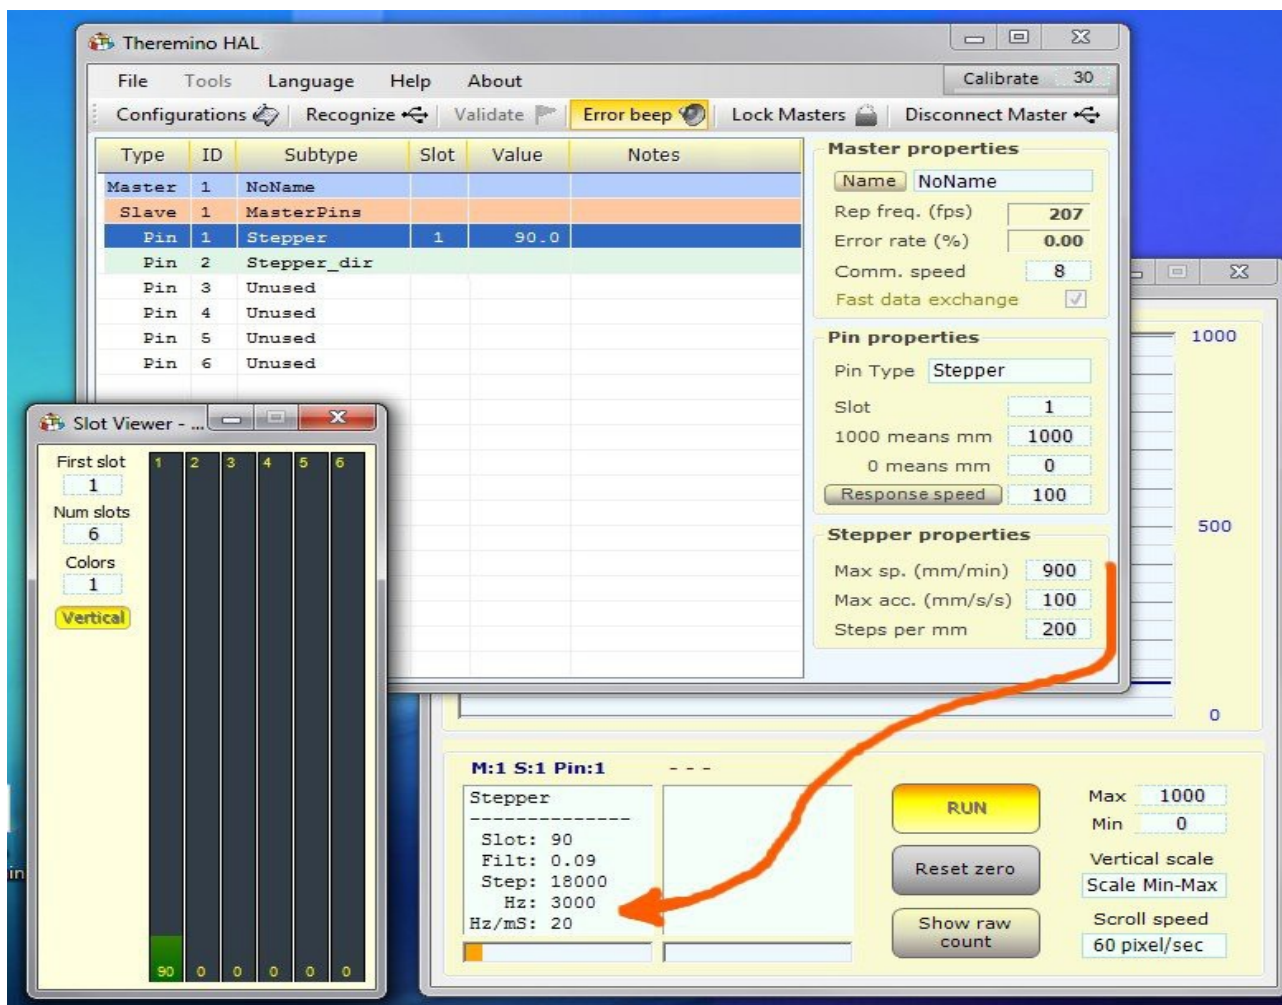 Theremino HAL
File Tools Language Help About
Calibrate 30
Configurations Recognize Validate Error beep Lock Masters Disconnect Master
Type ID Subtype Slot Value Notes
Master 1 NoName
Slave 1 MasterPins
Pin 1 Stepper 1 90.0
Pin 2 Stepper_dir
Pin 3 Unused
Pin 4 Unused
Pin 5 Unused
Pin 6 Unused
Master properties
Name NoName
Rep freq. (fps) 207
Error rate (%) 0.00
Comm. speed 8
Fast data exchange
Pin properties
Pin Type Stepper
Slot 1
1000 means mm 1000
0 means mm 0
Response speed 100
Stepper properties
Max sp. (mm/min) 900
Max acc. (mm/s/s) 100
Steps per mm 200
Slot Viewer - ...
First slot
1
Num slots
6
Colors
1
Vertical
1 2 3 4 5 6
90 0 0 0 0 0
1000
500
0
M:1 S:1 Pin:1 - - -
Stepper
--------------
Slot: 90
Filt: 0.09
Step: 18000
Hz: 3000
Hz/mS: 20
RUN
Reset zero
Show raw
count
Max 1000
Min 0
Vertical scale
Scale Min-Max
Scroll speed
60 pixel/sec
in